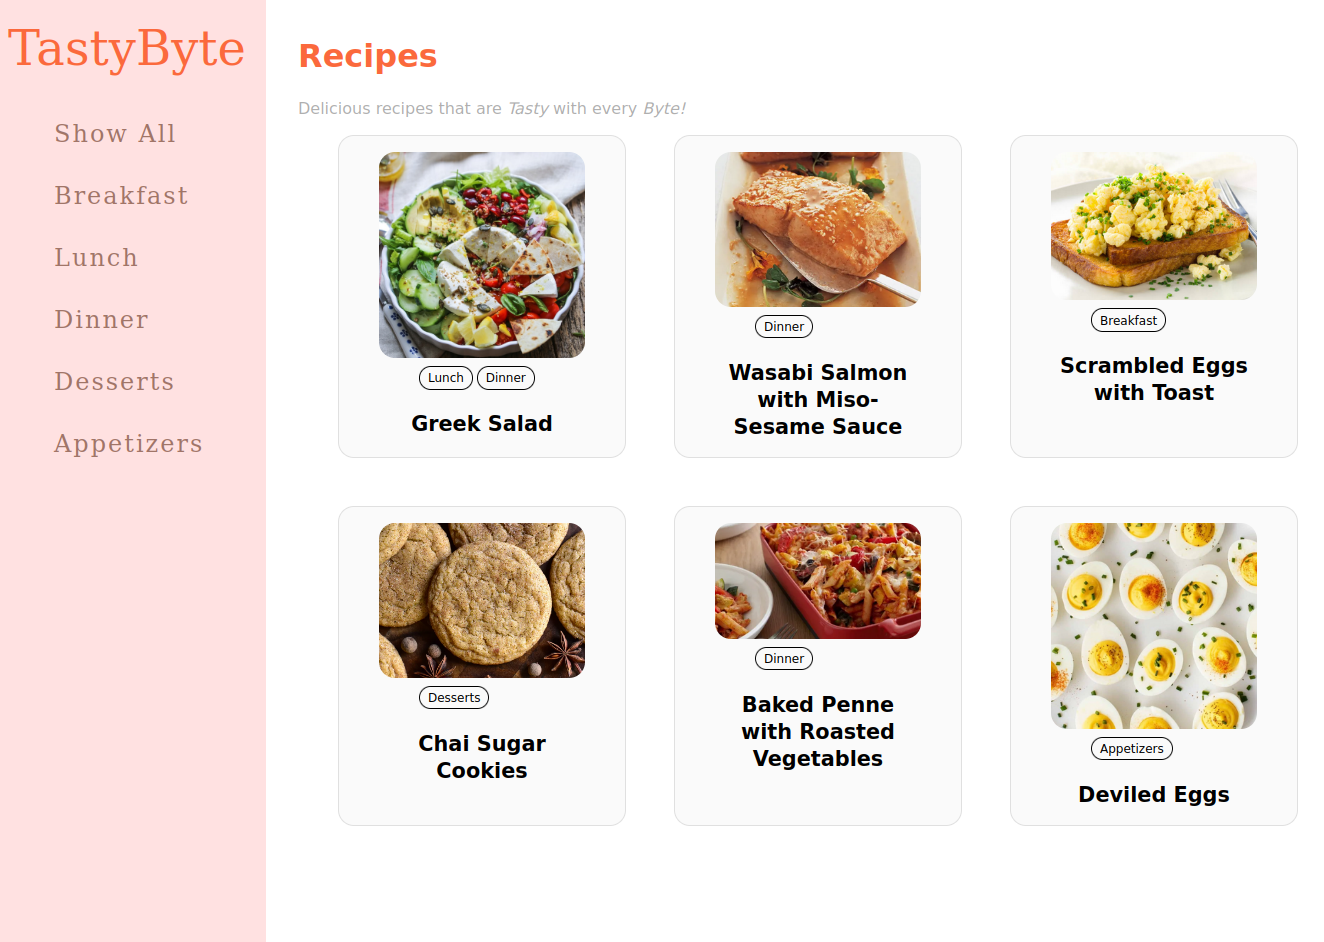 TastyByte
Show All
Breakfast
Lunch
Dinner
Desserts
Appetizers
Recipes
Delicious recipes that are Tasty with every Byte!
Lunch Dinner
Greek Salad
Dinner
Wasabi Salmon
with Miso-
Sesame Sauce
Breakfast
Scrambled Eggs
with Toast
Desserts
Chai Sugar
Cookies
Dinner
Baked Penne
with Roasted
Vegetables
Appetizers
Deviled Eggs